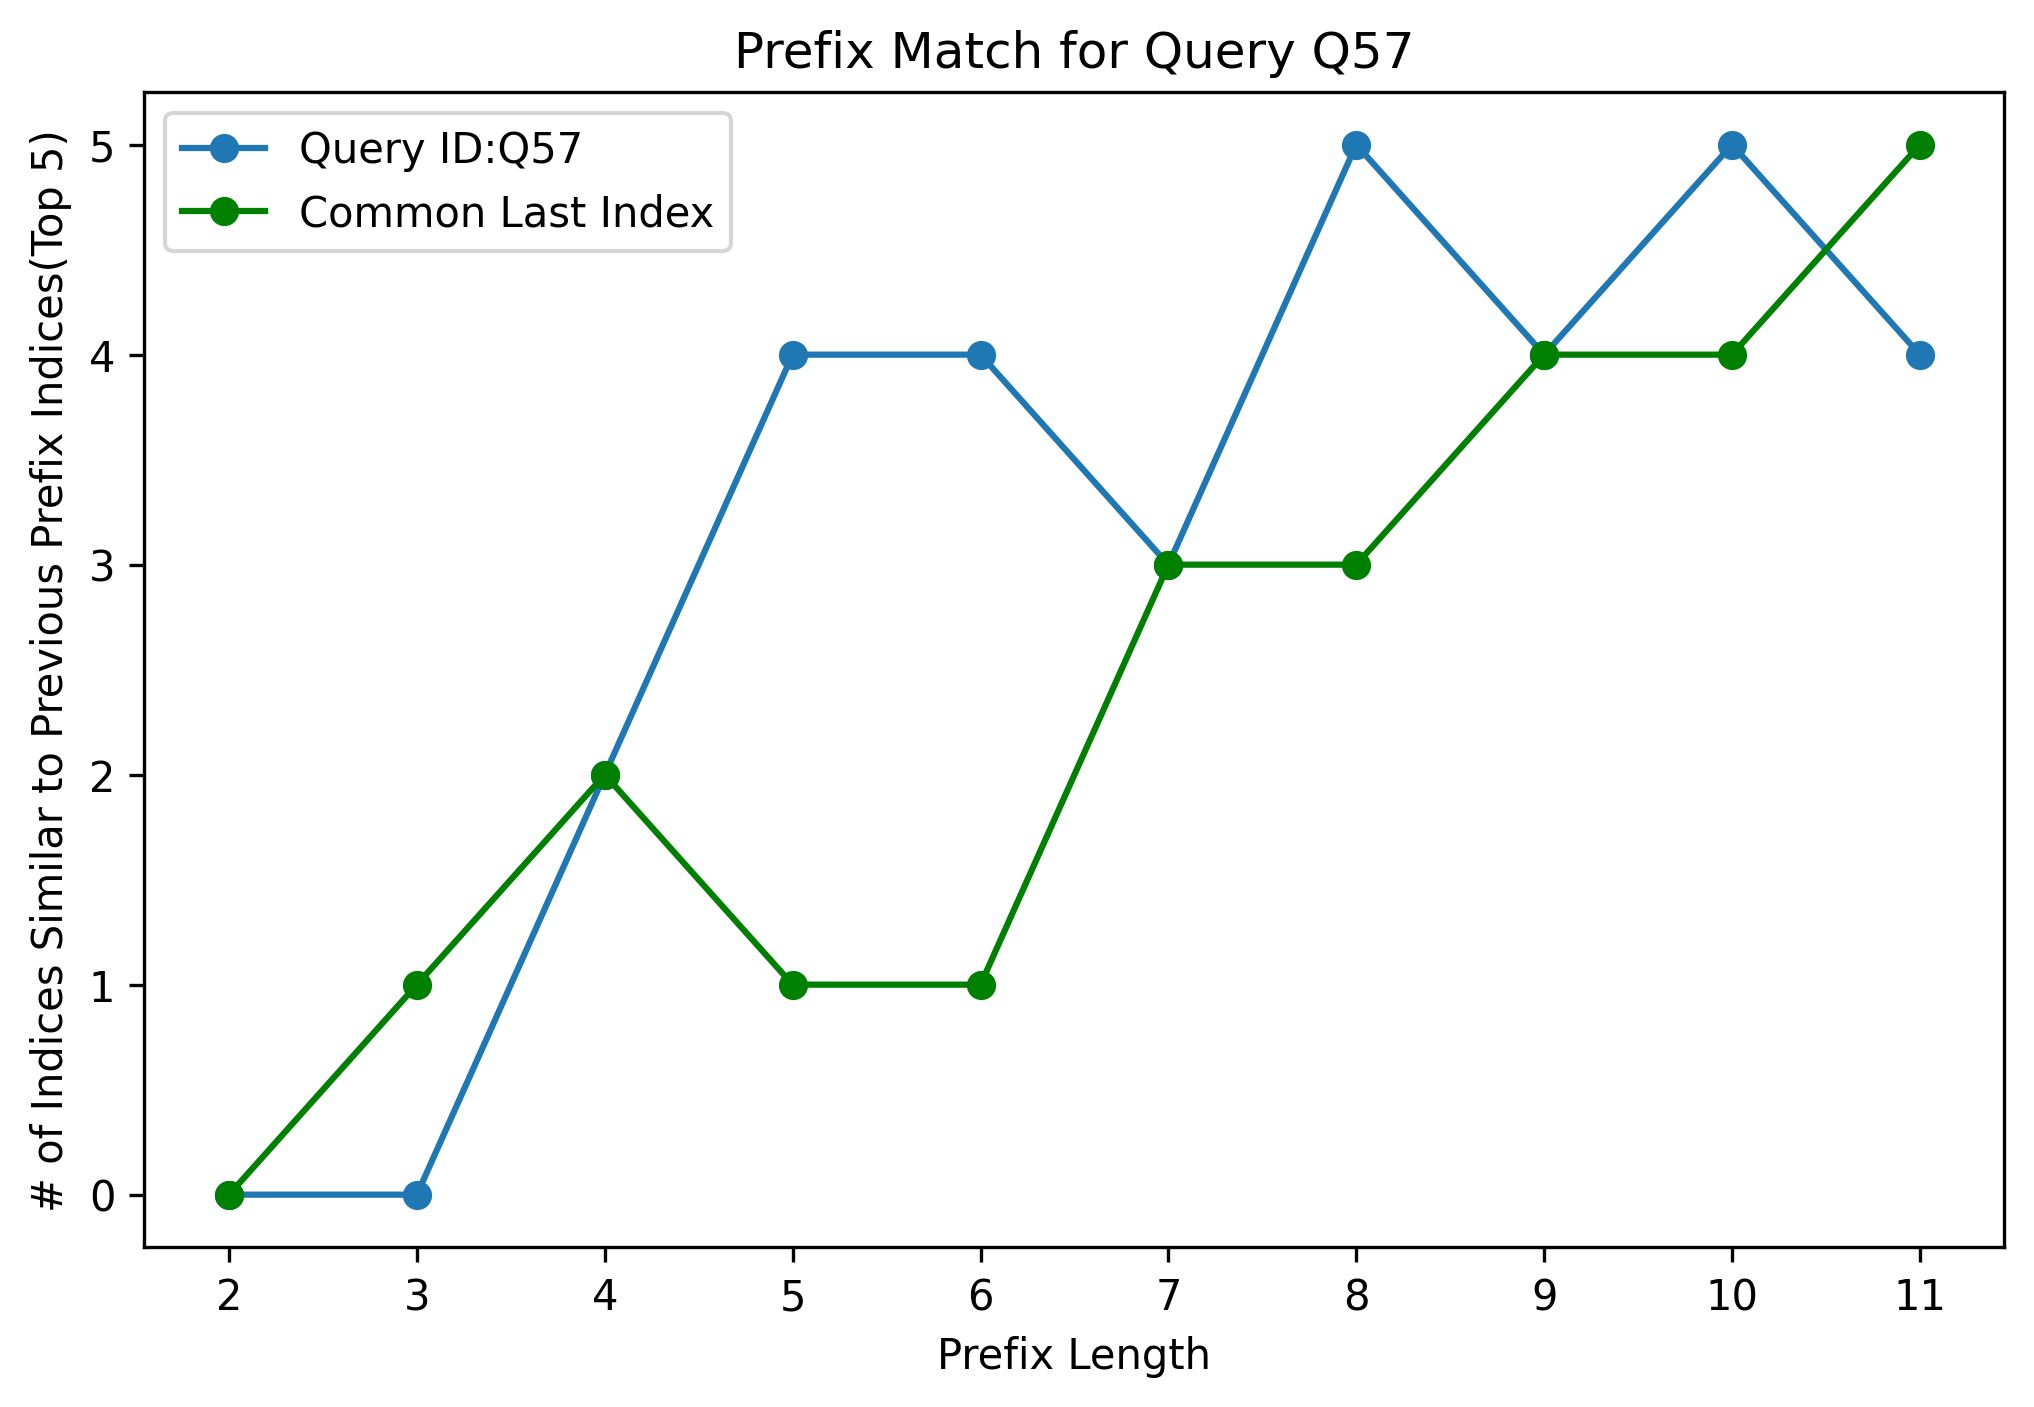 Prefix Match for Query Q57
Query ID:Q57
Common Last Index
# of Indices Similar to Previous Prefix Indices(Top 5)
5
4
3
2
1
0
2 3 4 5 6 7 8 9 10 11
Prefix Length